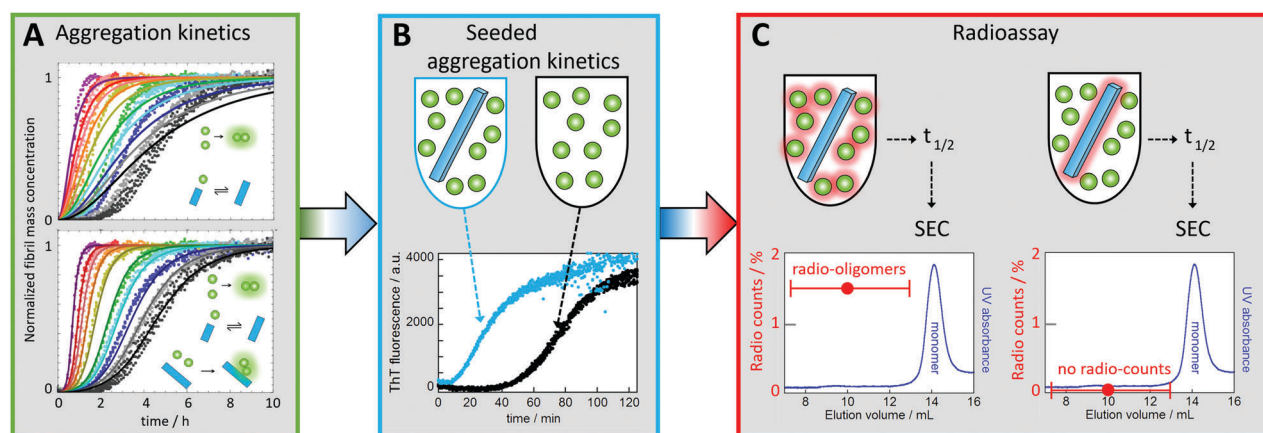 A Aggregation kinetics
Normalized fibril mass concentration
1
0
1
0
0 2 4 6 8 10
time / h
B Seeded
aggregation kinetics
ThT fluorescence / a.u.
4000
2000
0
0 20 40 60 80 100 120
time / min
C Radioassay
t1/2
SEC
Radio counts / %
2
1
0
radio-oligomers
monomer
UV absorbance
8 10 12 14 16
Elution volume / mL
t1/2
SEC
Radio counts / %
2
1
0
no radio-counts
monomer
UV absorbance
8 10 12 14 16
Elution volume / mL